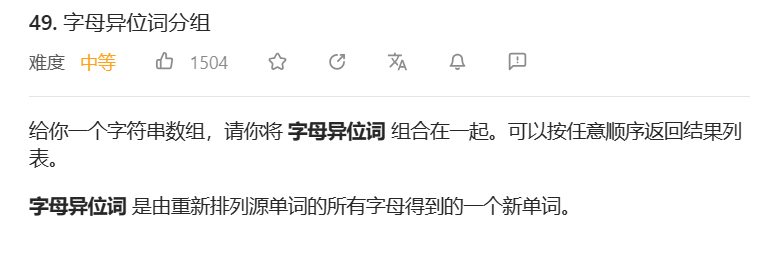 49. 字母异位词分组
难度 中等 1504
给你一个字符串数组，请你将 字母异位词 组合在一起。可以按任意顺序返回结果列
表。
字母异位词 是由重新排列源单词的所有字母得到的一个新单词。